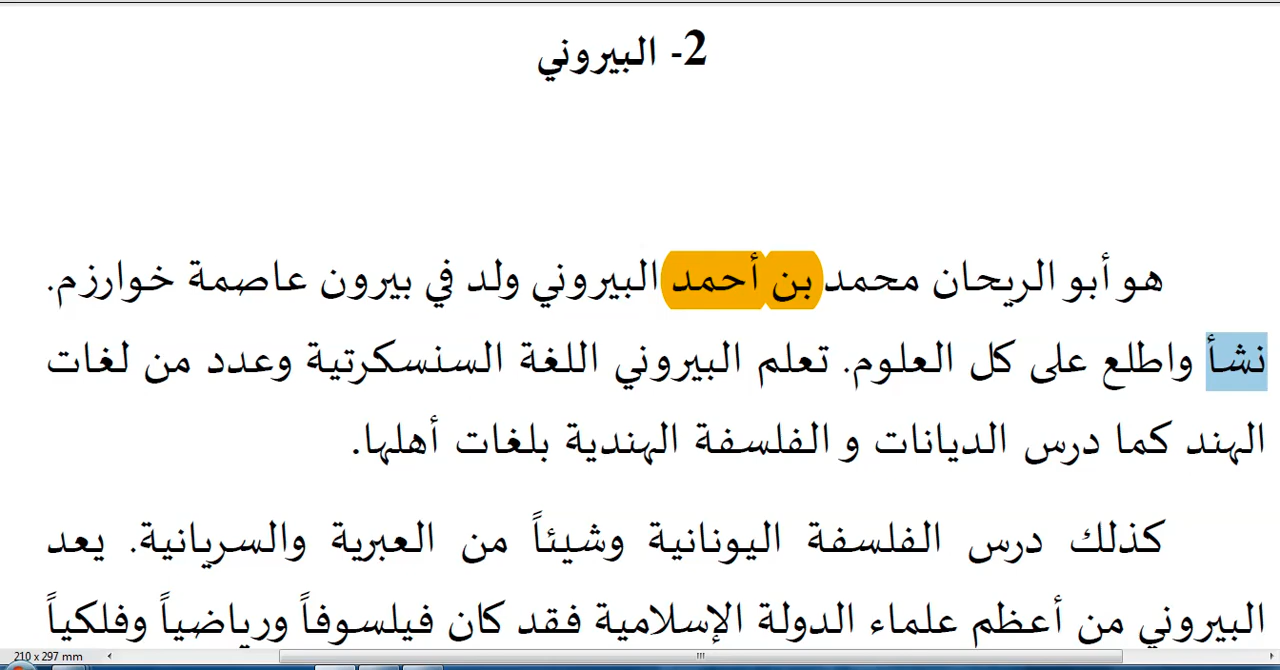 2- البيروني
هو أبو الريحان محمد بن أحمد البيروني ولد في بيرون عاصمة خوارزم.
نشأ واطلع على كل العلوم. تعلم البيروني اللغة السنسكرتية وعدد من لغات
الهند كما درس الديانات و الفلسفة الهندية بلغات أهلها.
كذلك درس الفلسفة اليونانية وشيئاً من العبرية والسريانية. يعد
البيروني من أعظم علماء الدولة الإسلامية فقد كان فيلسوفاً ورياضياً وفلكياً
210 x 297 mm